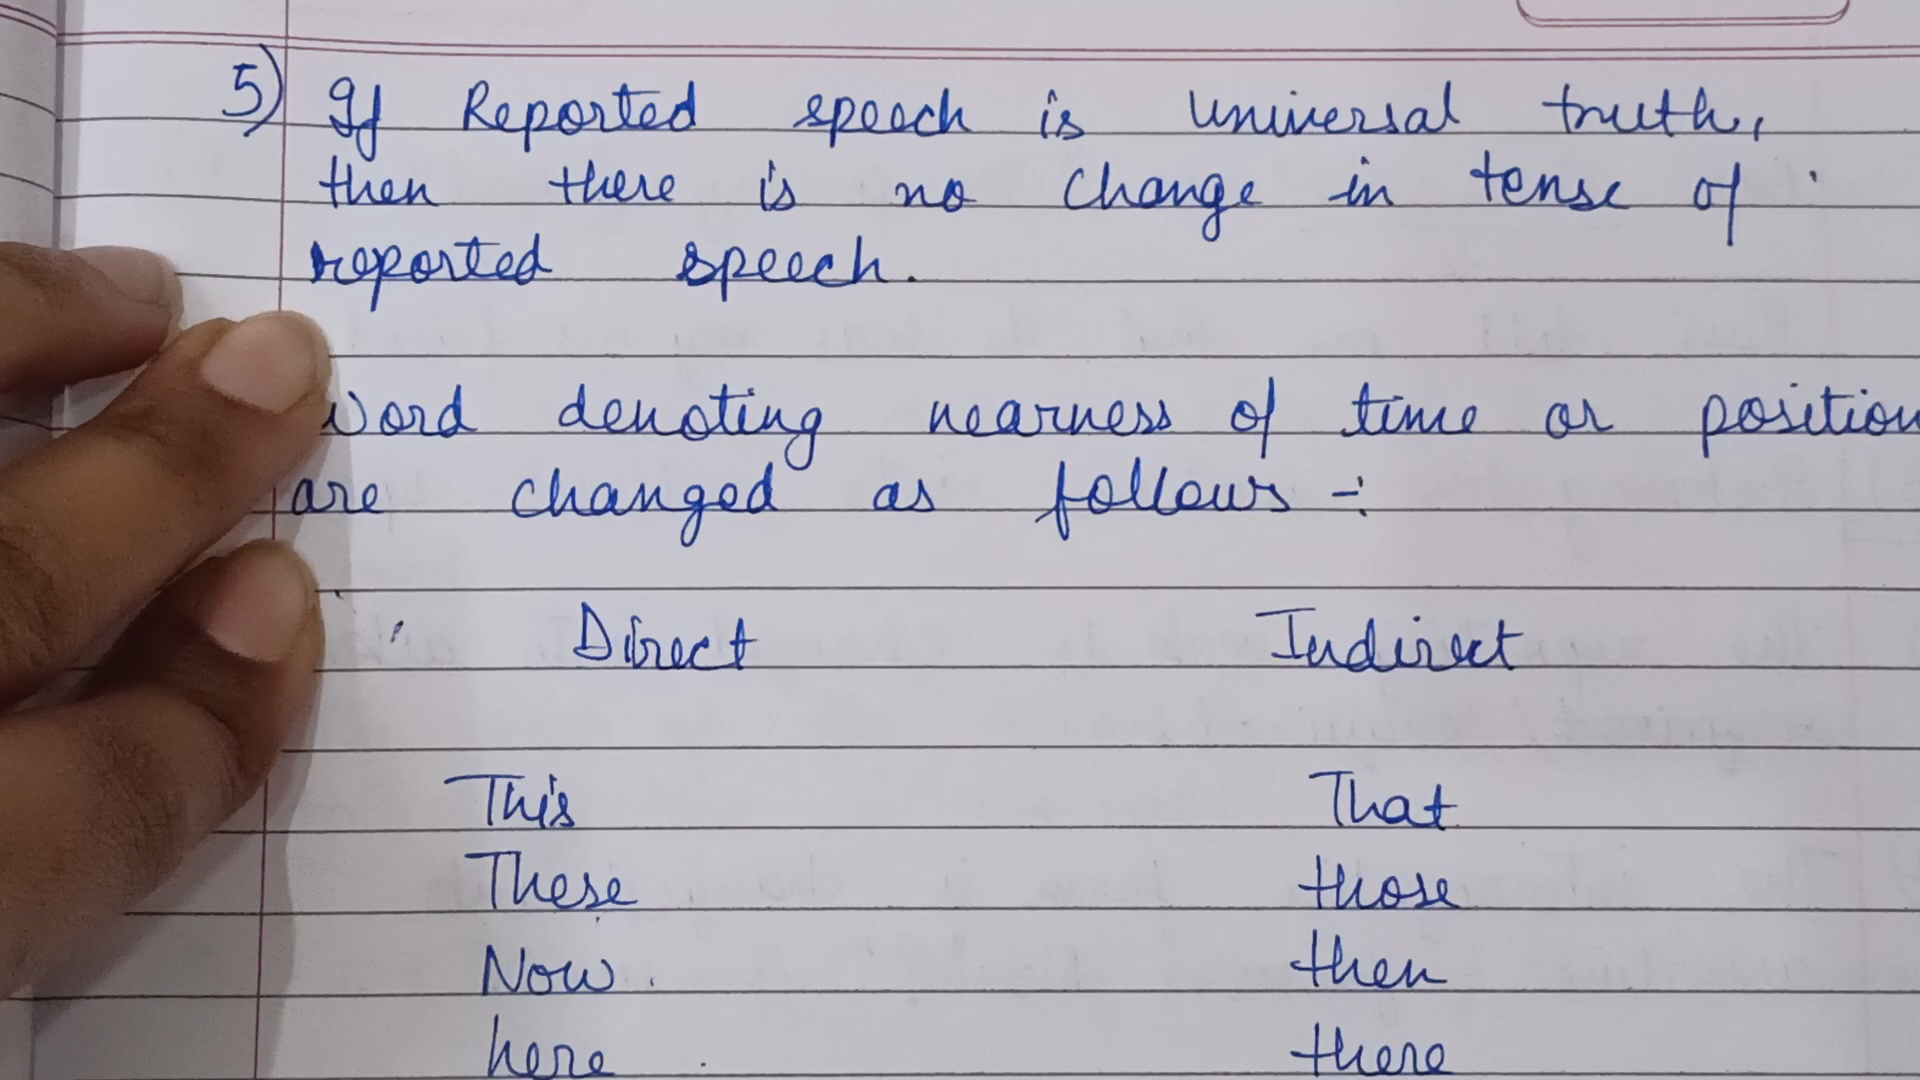 5) If Reported speech is universal truth,
then there is no change in tense of
reported speech.
Word denoting nearness of time or position
are changed as follows -:
Direct Indirect
This That
These those
Now. then
here. there